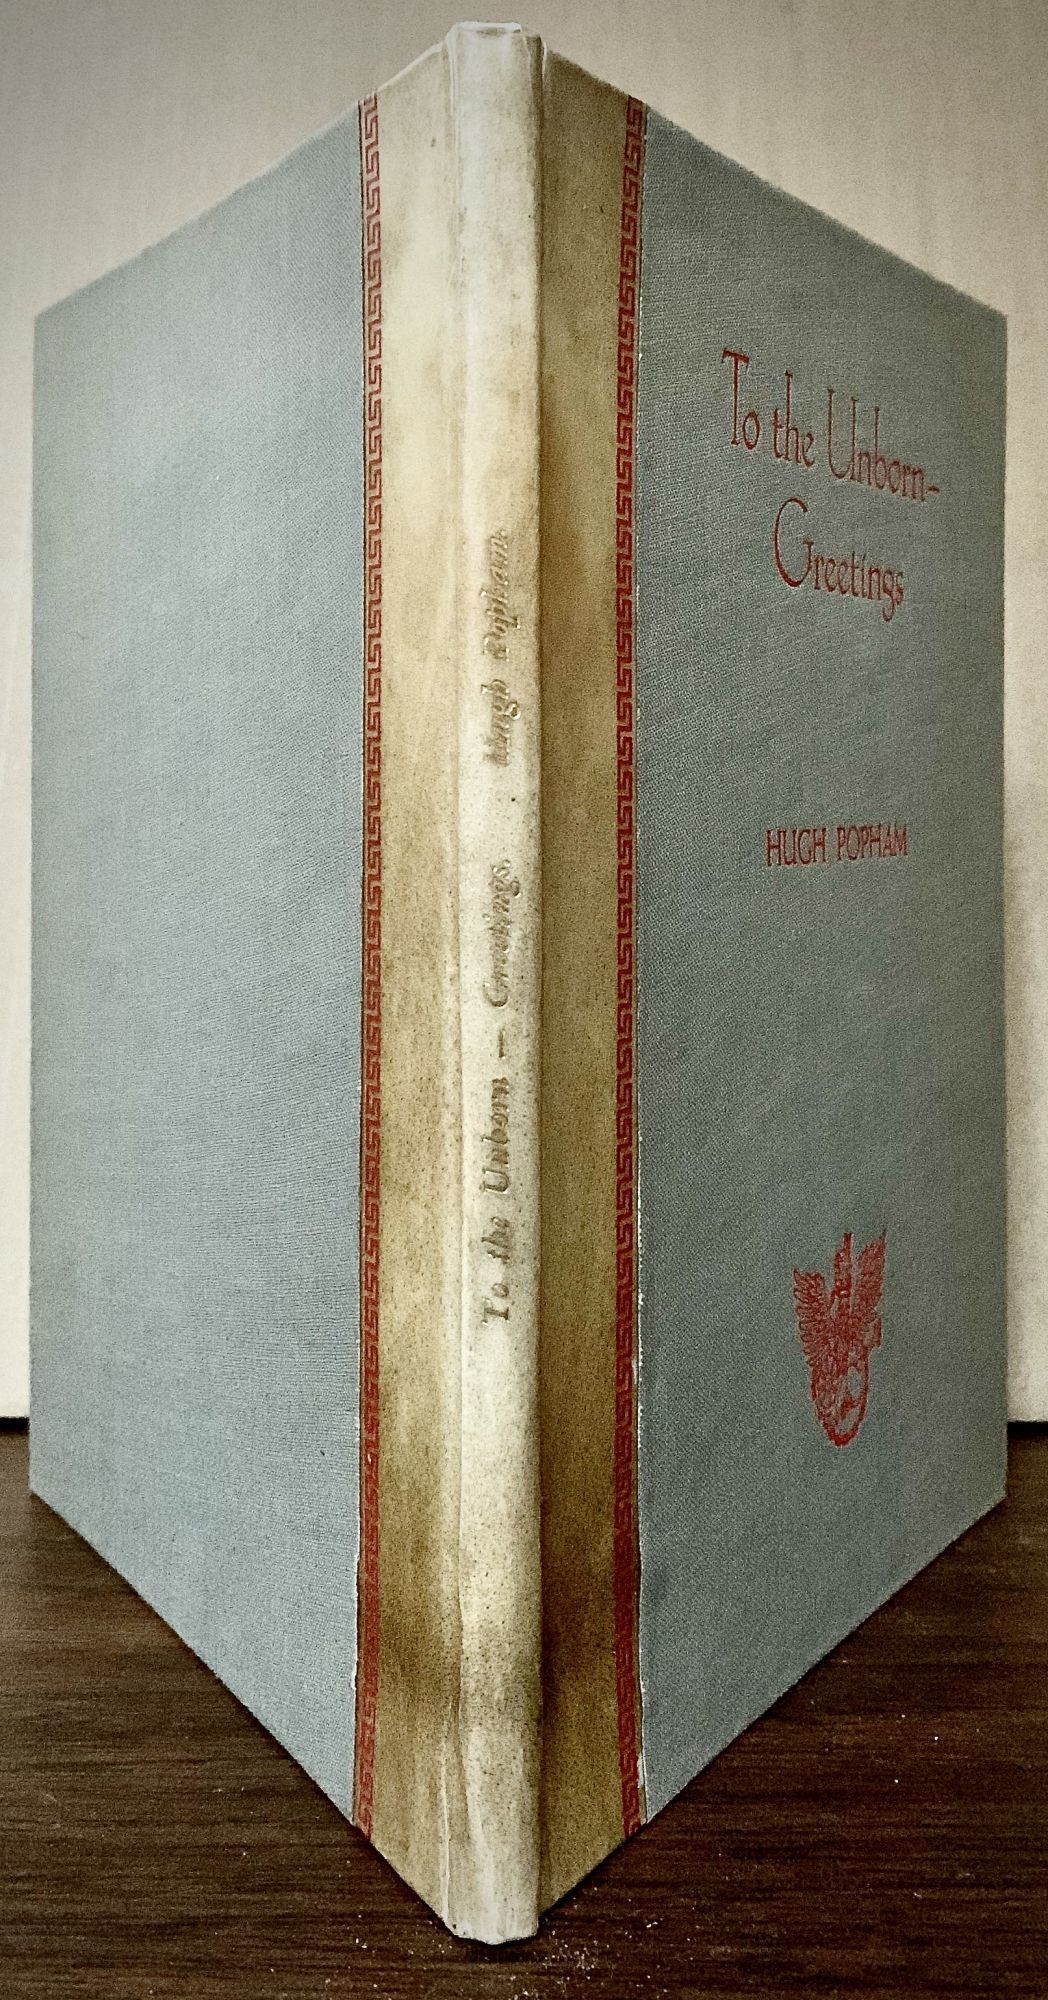 To the Unborn – Greetings. Hugh Popham.
To the Unborn–
Greetings
HUGH POPHAM